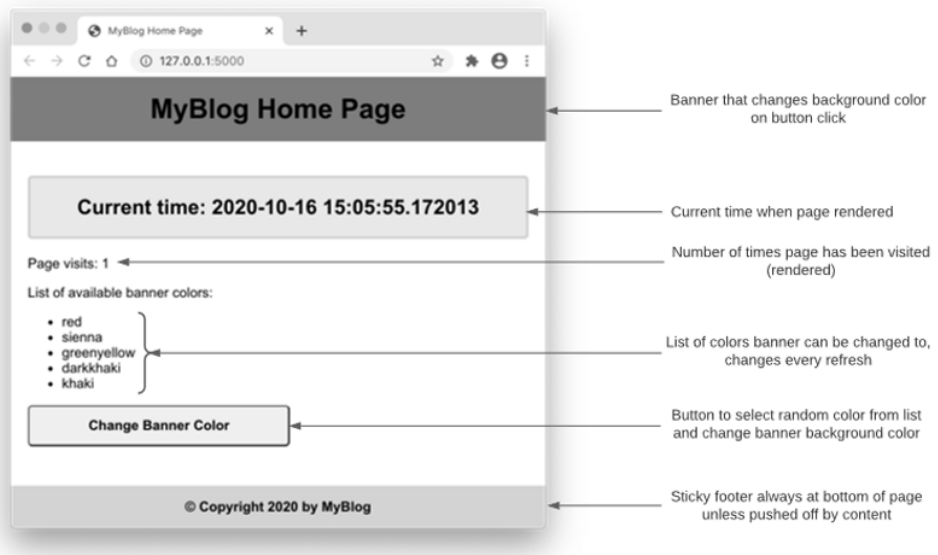 MyBlog Home Page
127.0.0.1:5000
MyBlog Home Page
Banner that changes background color
on button click
Current time: 2020-10-16 15:05:55.172013
Current time when page rendered
Page visits: 1
Number of times page has been visited
(rendered)
List of available banner colors:
red
sienna
greenyellow
darkkhaki
khaki
List of colors banner can be changed to,
changes every refresh
Change Banner Color
Button to select random color from list
and change banner background color
© Copyright 2020 by MyBlog
Sticky footer always at bottom of page
unless pushed off by content